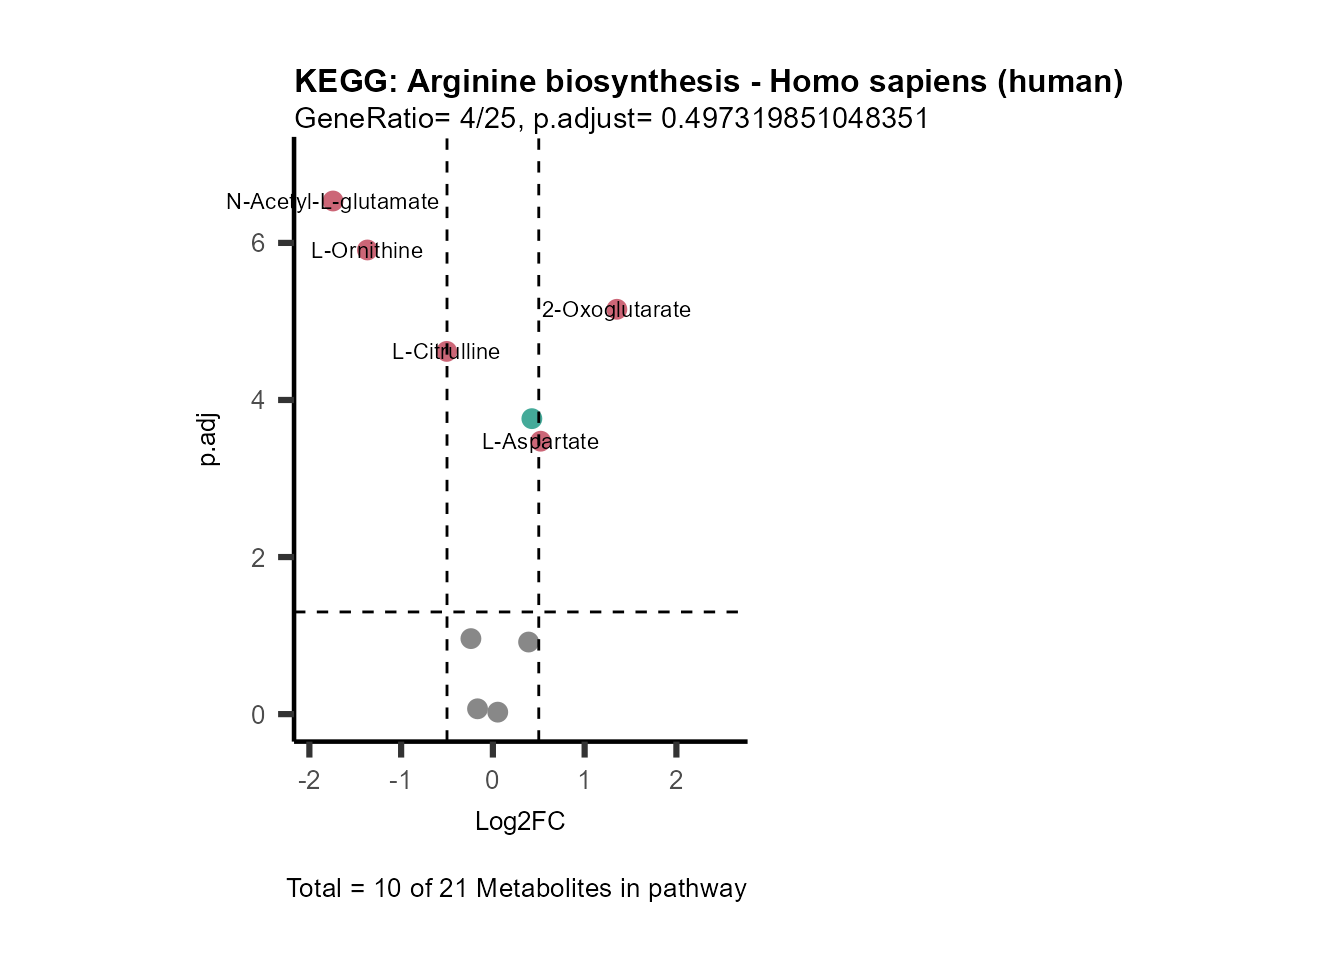 KEGG: Arginine biosynthesis - Homo sapiens (human)
GeneRatio= 4/25, p.adjust= 0.497319851048351
N-Acetyl-L-glutamate
6
L-Ornithine
2-Oxoglutarate
L-Citrulline
4
L-Aspartate
p.adj
2
0
-2 -1 0 1 2
Log2FC
Total = 10 of 21 Metabolites in pathway